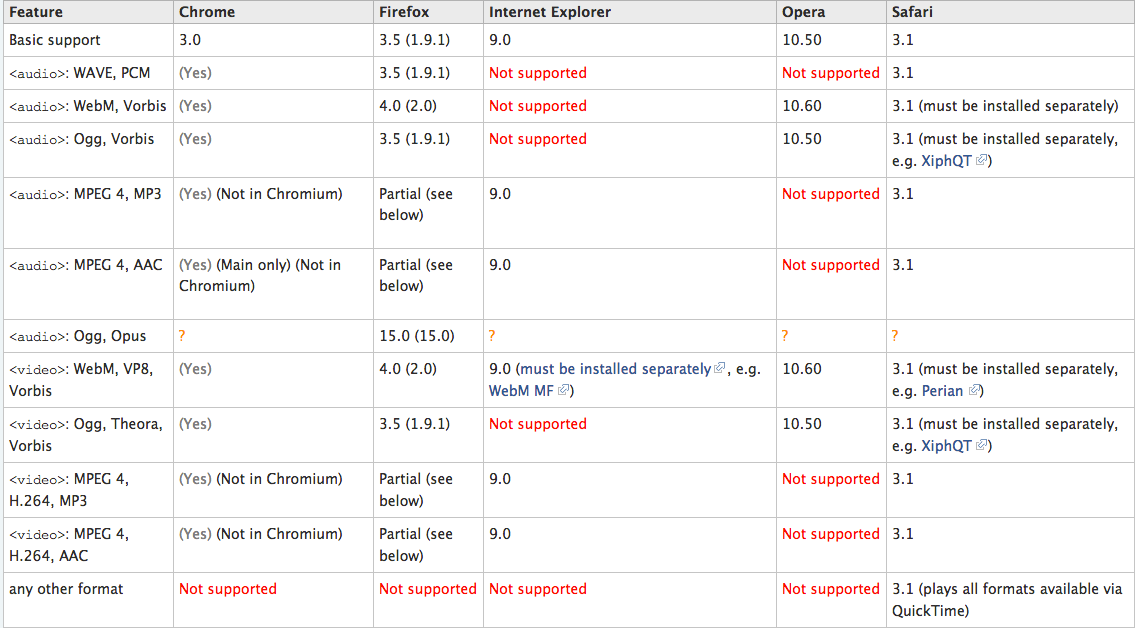 Feature Chrome Firefox Internet Explorer Opera Safari
Basic support 3.0 3.5 (1.9.1) 9.0 10.50 3.1
<audio>: WAVE, PCM (Yes) 3.5 (1.9.1) Not supported Not supported 3.1
<audio>: WebM, Vorbis (Yes) 4.0 (2.0) Not supported 10.60 3.1 (must be installed separately)
<audio>: Ogg, Vorbis (Yes) 3.5 (1.9.1) Not supported 10.50 3.1 (must be installed separately,
e.g. XiphQT)
<audio>: MPEG 4, MP3 (Yes) (Not in Chromium) Partial (see 9.0 Not supported 3.1
below)
<audio>: MPEG 4, AAC (Yes) (Main only) (Not in Partial (see 9.0 Not supported 3.1
Chromium) below)
<audio>: Ogg, Opus ? 15.0 (15.0) ? ? ?
<video>: WebM, VP8, (Yes) 4.0 (2.0) 9.0 (must be installed separately, e.g. 10.60 3.1 (must be installed separately,
Vorbis WebM MF) e.g. Perian)
<video>: Ogg, Theora, (Yes) 3.5 (1.9.1) Not supported 10.50 3.1 (must be installed separately,
Vorbis e.g. XiphQT)
<video>: MPEG 4, (Yes) (Not in Chromium) Partial (see 9.0 Not supported 3.1
H.264, MP3 below)
<video>: MPEG 4, (Yes) (Not in Chromium) Partial (see 9.0 Not supported 3.1
H.264, AAC below)
any other format Not supported Not supported Not supported Not supported 3.1 (plays all formats available via
QuickTime)